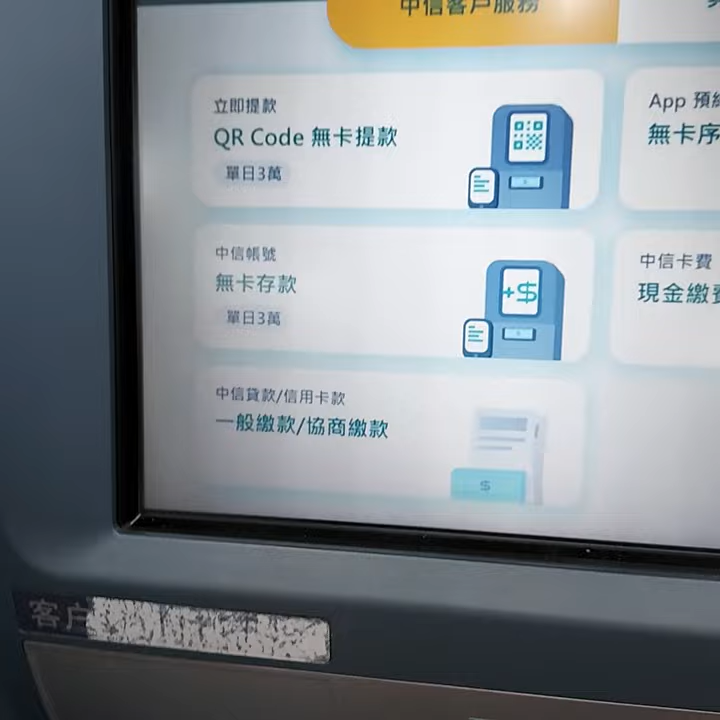 中信客戶服務
立即提款
QR Code 無卡提款
單日3萬
App 預
無卡序
中信帳號
無卡存款
單日3萬
中信卡費
現金繳
中信貸款/信用卡款
一般繳款/協商繳款
$
客戶